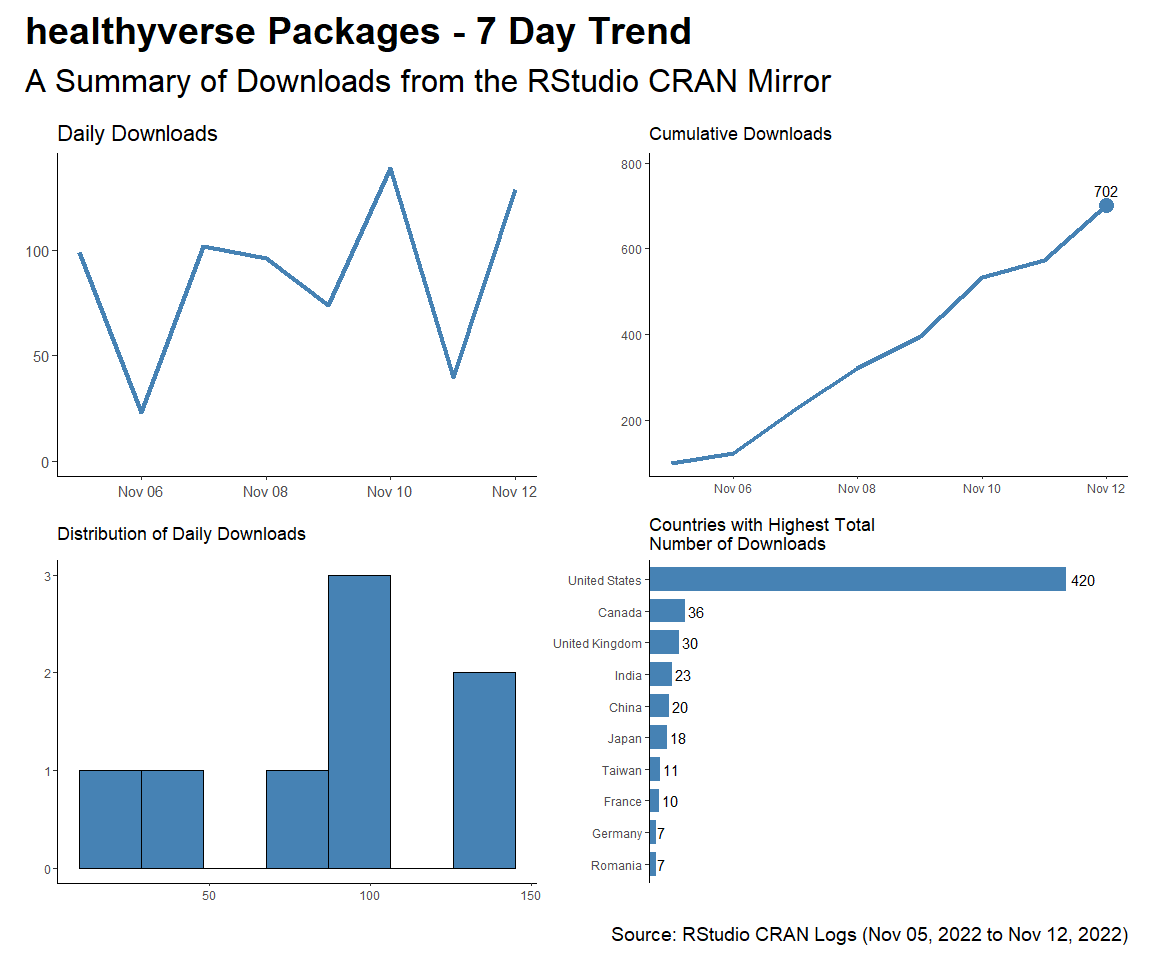 healthyverse Packages - 7 Day Trend
A Summary of Downloads from the RStudio CRAN Mirror
Daily Downloads
100
50
0
Nov 06 Nov 08 Nov 10 Nov 12
Cumulative Downloads
800
600
400
200
702
Nov 06 Nov 08 Nov 10 Nov 12
Distribution of Daily Downloads
3
2
1
0
50 100 150
Countries with Highest Total
Number of Downloads
United States 420
Canada 36
United Kingdom 30
India 23
China 20
Japan 18
Taiwan 11
France 10
Germany 7
Romania 7
Source: RStudio CRAN Logs (Nov 05, 2022 to Nov 12, 2022)